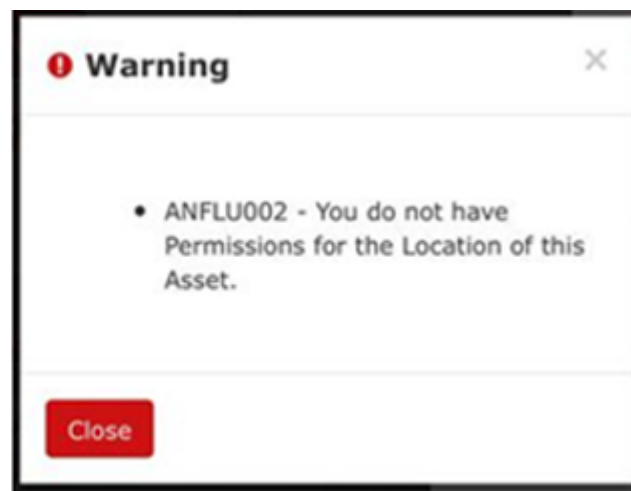 Warning
ANFLU002 - You do not have
Permissions for the Location of this
Asset.
Close